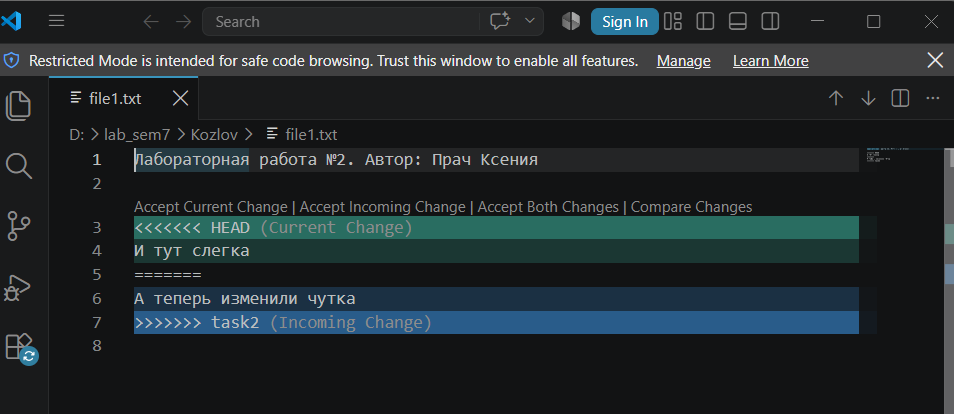 Search
Sign In
Restricted Mode is intended for safe code browsing. Trust this window to enable all features. Manage Learn More
file1.txt
D: > lab_sem7 > Kozlov > file1.txt
1 Лабораторная работа №2. Автор: Прач Ксения
2
Accept Current Change | Accept Incoming Change | Accept Both Changes | Compare Changes
3 <<<<<<< HEAD (Current Change)
4 И тут слегка
5 =======
6 А теперь изменили чутка
7 >>>>>>> task2 (Incoming Change)
8